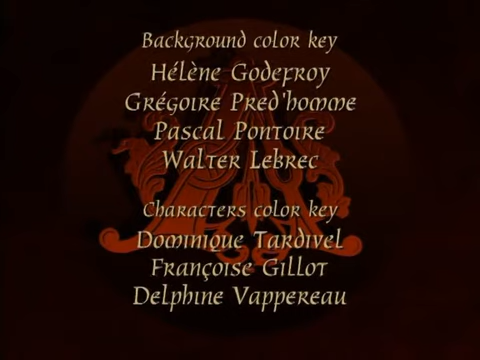 Background color key
Hélène Godefroy
Grégoire Pred'homme
Pascal Pontoire
Walter Lebrec
Characters color key
Dominique Tardivel
Françoise Gillot
Delphine Vappereau